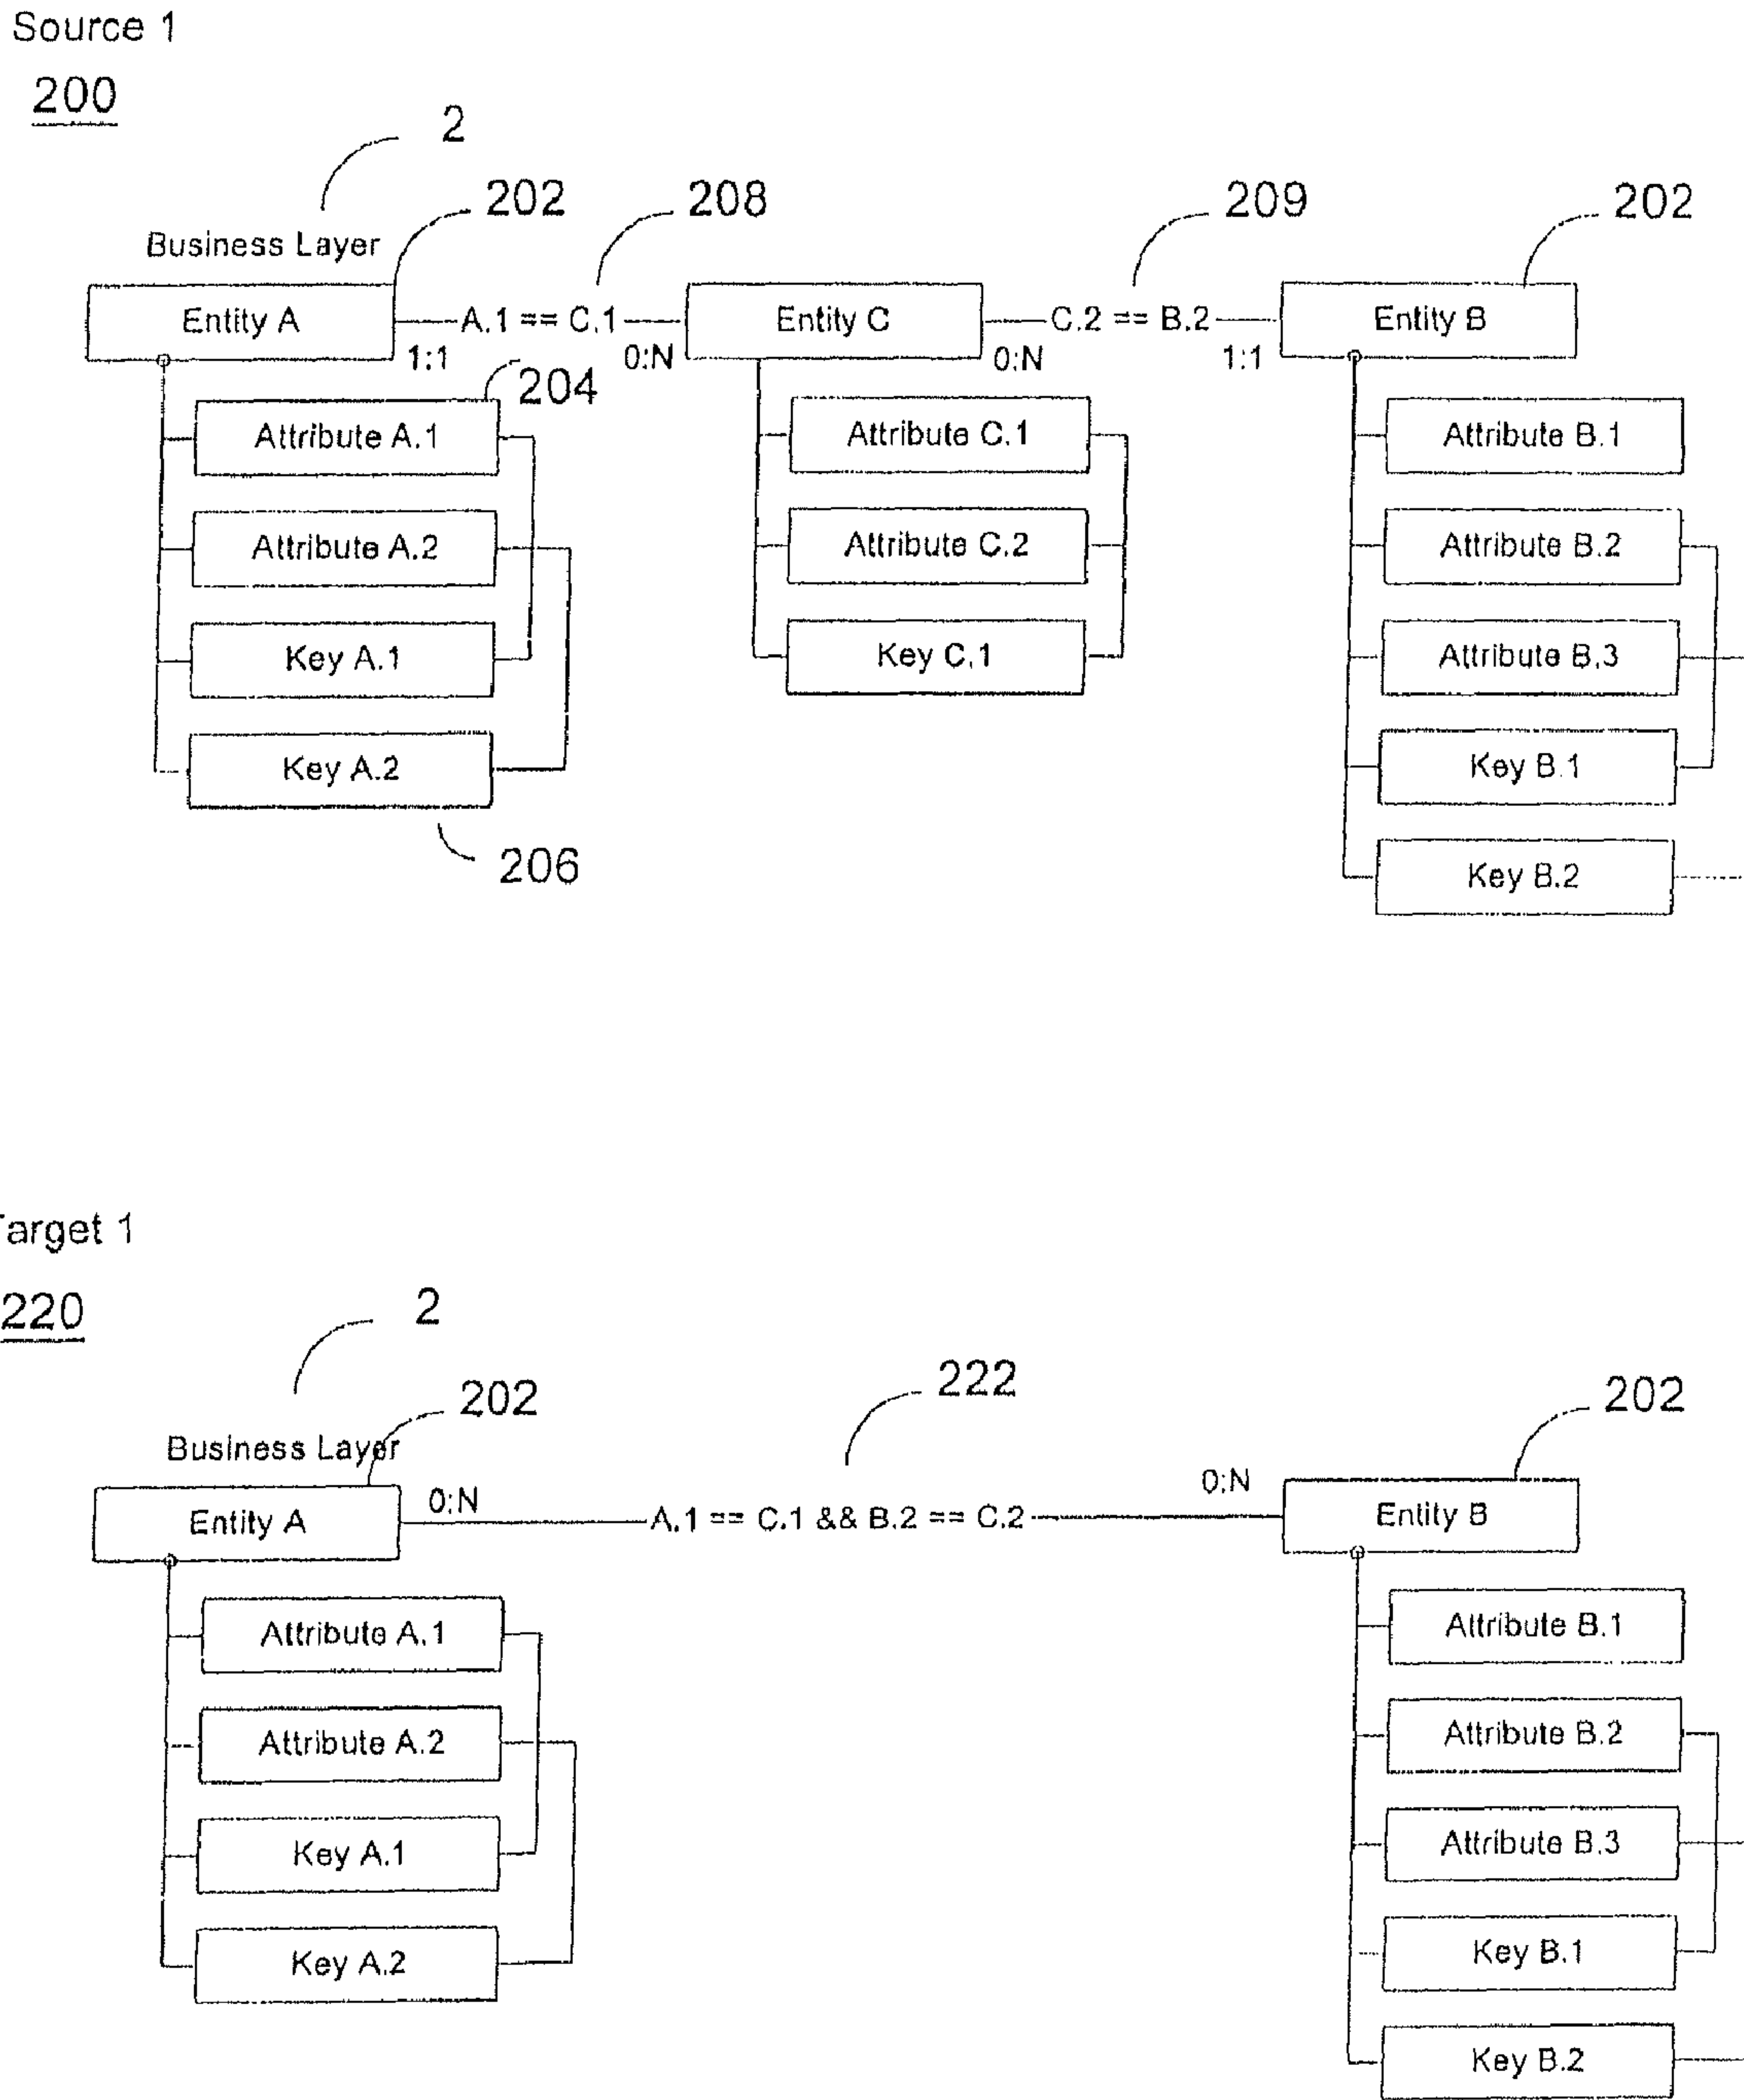 Source 1
200
2
202
208
209
202
Business Layer
Entity A
A.1 == C.1
Entity C
C.2 == B.2
Entity B
1:1
0:N
0:N
1:1
204
Attribute A.1
Attribute C.1
Attribute B.1
Attribute A.2
Attribute C.2
Attribute B.2
Key A.1
Key C.1
Attribute B.3
Key A.2
Key B.1
206
Key B.2
Target 1
220
2
202
222
202
Business Layer
Entity A
0:N
A.1 == C.1 && B.2 == C.2
0:N
Entity B
Attribute A.1
Attribute B.1
Attribute A.2
Attribute B.2
Key A.1
Attribute B.3
Key A.2
Key B.1
Key B.2